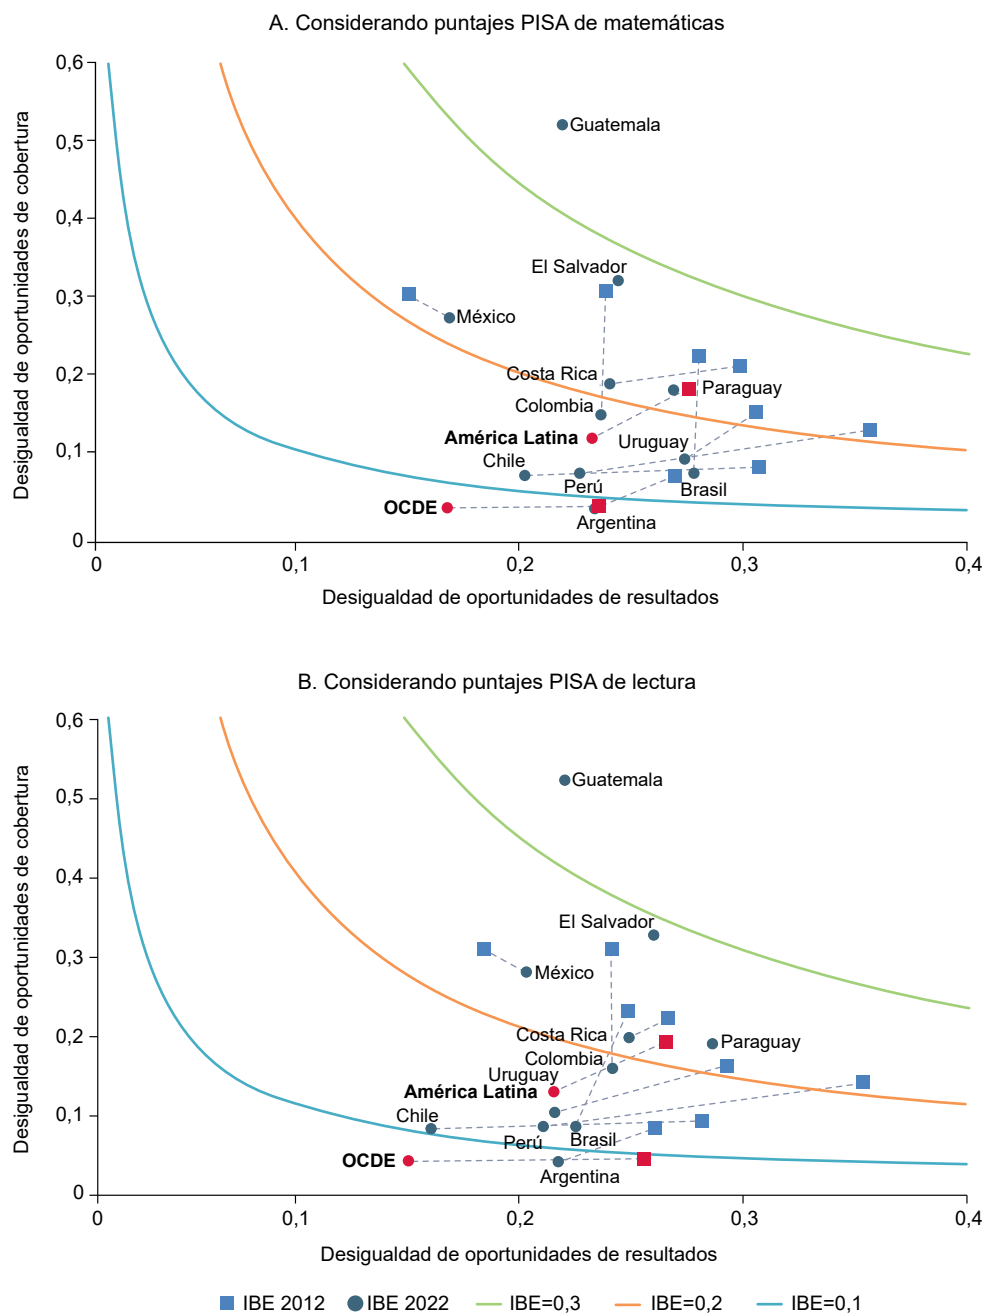 A. Considerando puntajes PISA de matemáticas
Desigualdad de oportunidades de cobertura
0,6
0,5
0,4
0,3
0,2
0,1
0
Guatemala
El Salvador
México
Costa Rica
Paraguay
Colombia
América Latina
Uruguay
Chile
Perú
Brasil
OCDE
Argentina
0
0,1
0,2
0,3
0,4
Desigualdad de oportunidades de resultados
B. Considerando puntajes PISA de lectura
Desigualdad de oportunidades de cobertura
0,6
0,5
0,4
0,3
0,2
0,1
0
Guatemala
El Salvador
México
Costa Rica
Paraguay
Colombia
Uruguay
América Latina
Chile
Perú
Brasil
OCDE
Argentina
0
0,1
0,2
0,3
0,4
Desigualdad de oportunidades de resultados
IBE 2012
IBE 2022
IBE=0,3
IBE=0,2
IBE=0,1